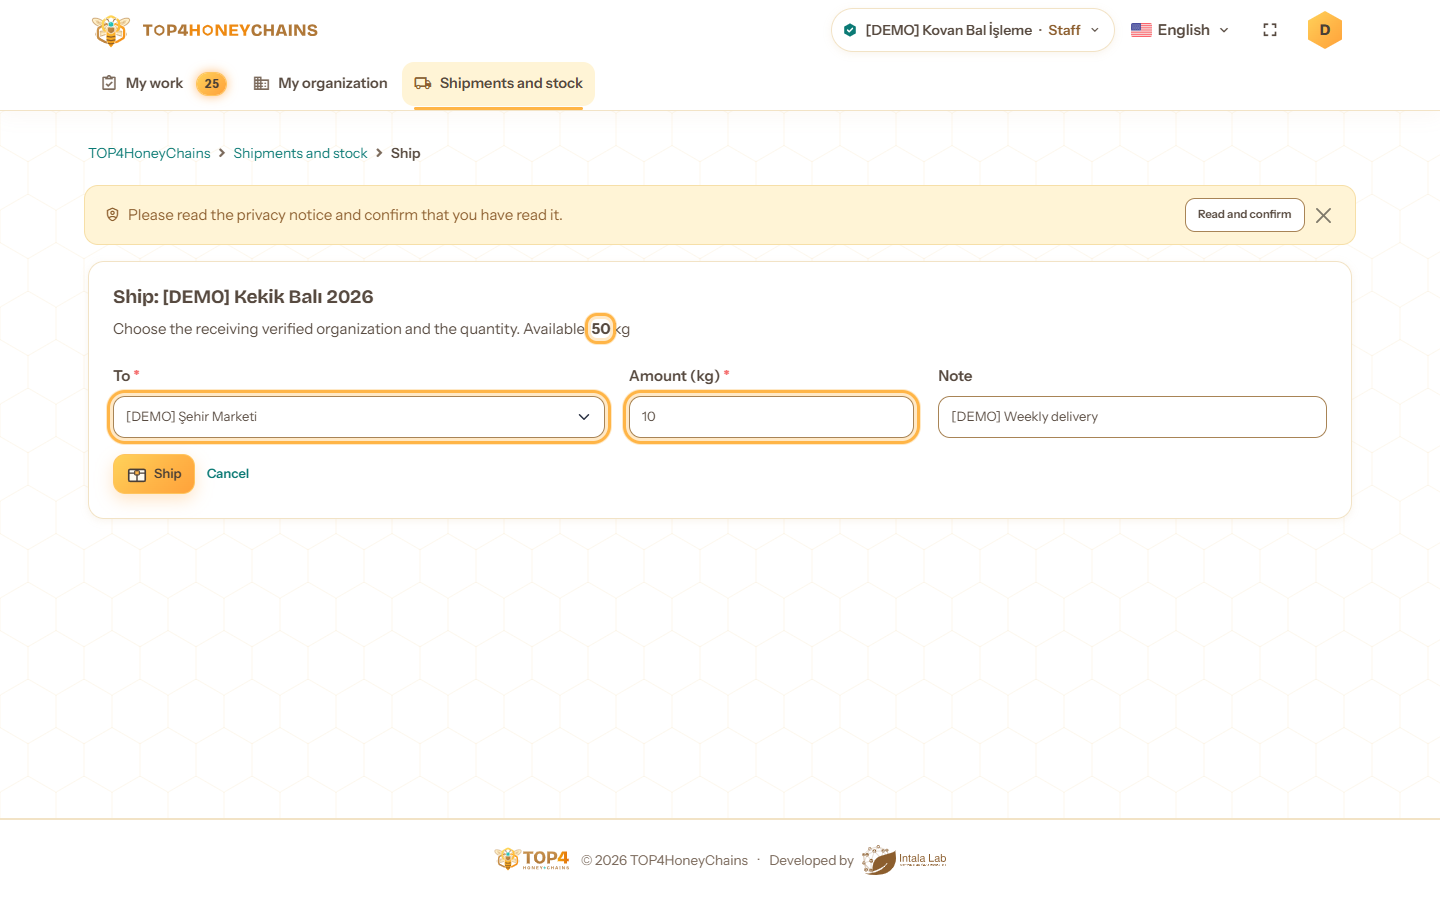 TOP4HONEYCHAINS
[DEMO] Kovan Bal İşleme · Staff
English
D
My work 25
My organization
Shipments and stock
TOP4HoneyChains > Shipments and stock > Ship
Please read the privacy notice and confirm that you have read it.
Read and confirm
Ship: [DEMO] Kekik Balı 2026
Choose the receiving verified organization and the quantity. Available 50 kg
To *
Amount (kg) *
Note
[DEMO] Şehir Marketi
10
[DEMO] Weekly delivery
Ship
Cancel
TOP4
© 2026 TOP4HoneyChains · Developed by
Intala Lab